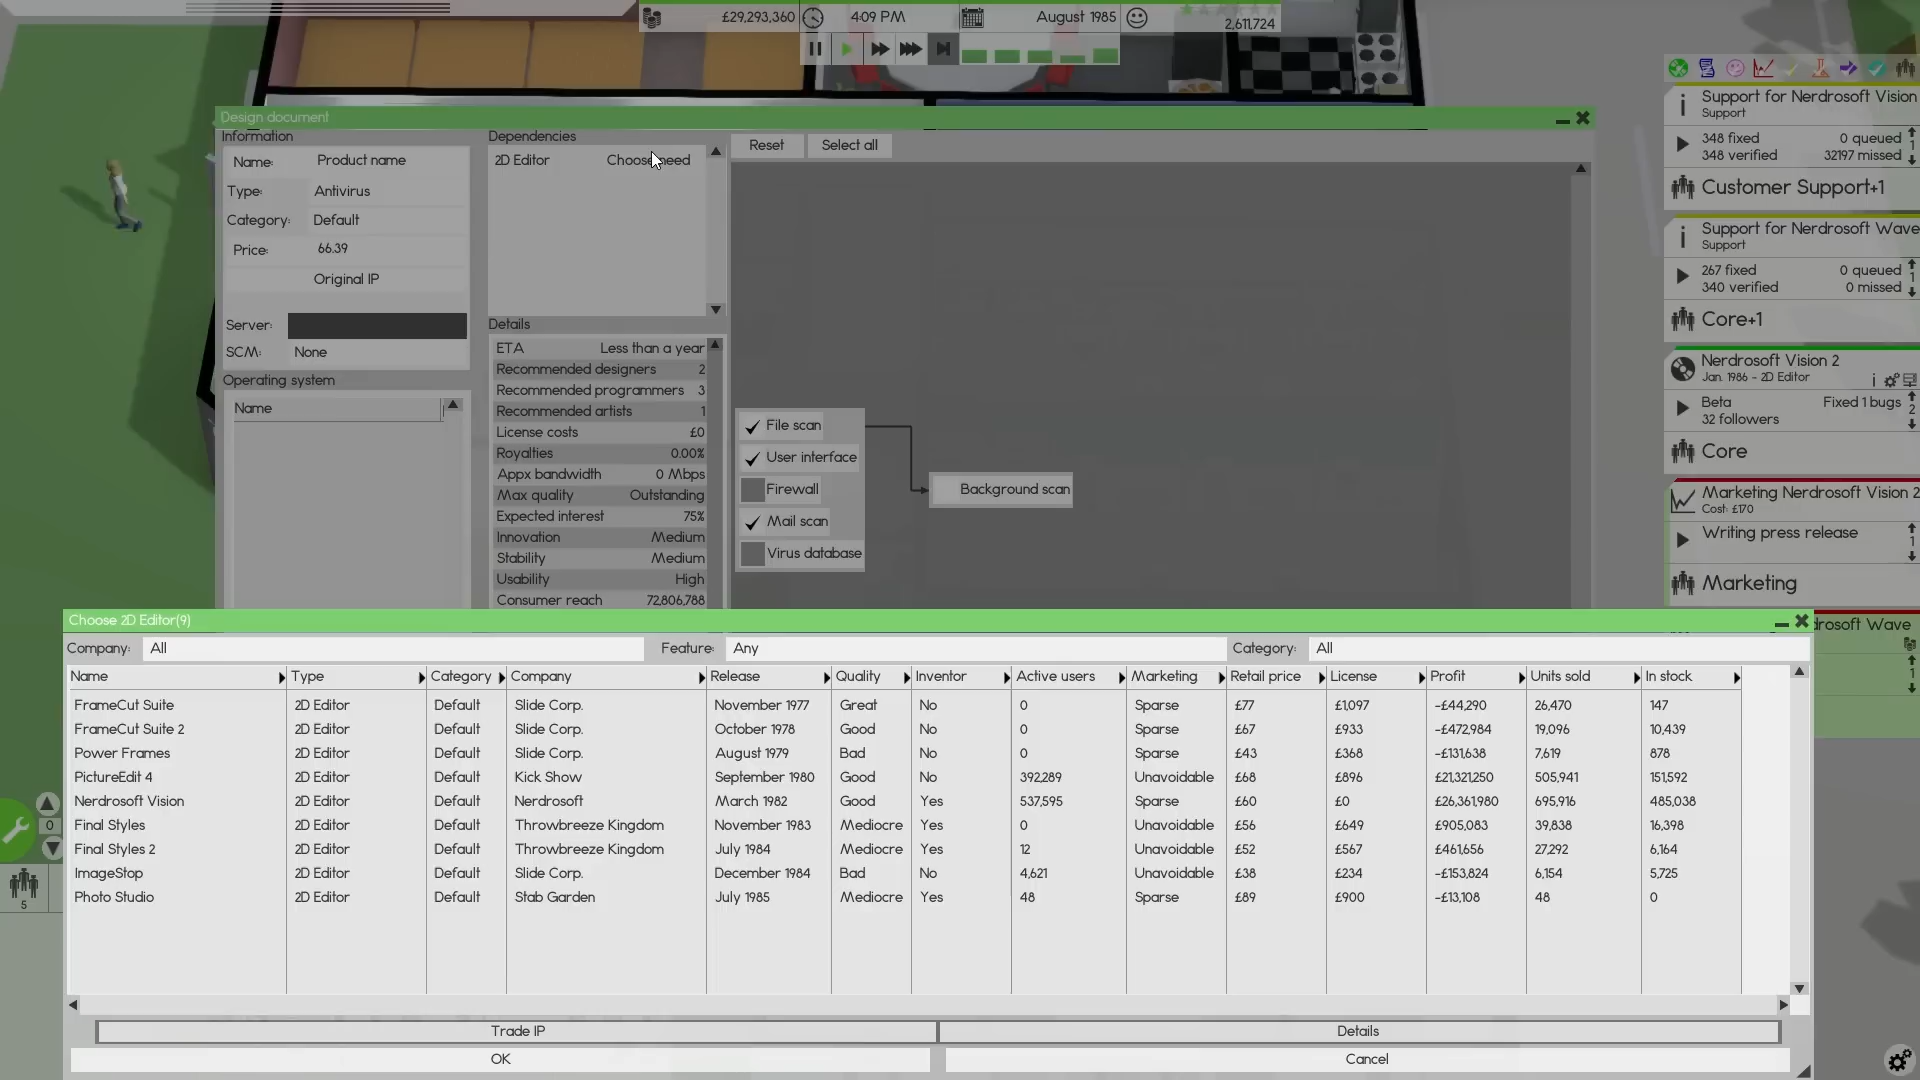 £29,293,360
4:09 PM
August 1985
2,611,724
Design document
Information
Name: Product name
Type: Antivirus
Category: Default
Price: 66.39
Original IP
Server:
SCM: None
Operating system
Name
Dependencies
2D Editor
Details
ETA Less than a year
Recommended designers 2
Recommended programmers 3
Recommended artists 1
License costs £0
Royalties 0.00%
Appx bandwidth 0 Mbps
Max quality Outstanding
Expected interest 75%
Innovation Medium
Stability Medium
Usability High
Consumer reach 72,806,788
Reset Select all
File scan
User interface
Firewall
Mail scan
Virus database
Background scan
Support for Nerdrosoft Vision
Support
348 fixed 0 queued 1
348 verified 32197 missed
Customer Support+1
Support for Nerdrosoft Wave
Support
267 fixed 0 queued 1
340 verified 0 missed
Core+1
Nerdrosoft Vision 2
Jan. 1986 - 2D Editor
Beta Fixed 1 bugs 2
32 followers
Core
Marketing Nerdrosoft Vision 2
Cost: £170
Writing press release 1
Marketing
drosoft Wave
1
0
5
Choose 2D Editor(9)
Company: All Feature: Any Category: All
Name Type Category Company Release Quality Inventor Active users Marketing Retail price License Profit Units sold In stock
FrameCut Suite 2D Editor Default Slide Corp. November 1977 Great No 0 Sparse £77 £1,097 -£44,290 26,470 147
FrameCut Suite 2 2D Editor Default Slide Corp. October 1978 Good No 0 Sparse £67 £933 -£472,984 19,096 10,439
Power Frames 2D Editor Default Slide Corp. August 1979 Bad No 0 Sparse £43 £368 -£131,638 7,619 878
PictureEdit 4 2D Editor Default Kick Show September 1980 Good No 392,289 Unavoidable £68 £896 £21,321,250 505,941 151,592
Nerdrosoft Vision 2D Editor Default Nerdrosoft March 1982 Good Yes 537,595 Sparse £60 £0 £26,361,980 695,916 485,038
Final Styles 2D Editor Default Throwbreeze Kingdom November 1983 Mediocre Yes 0 Unavoidable £56 £649 £905,083 39,838 16,398
Final Styles 2 2D Editor Default Throwbreeze Kingdom July 1984 Mediocre Yes 12 Unavoidable £52 £567 £461,656 27,292 6,164
ImageStop 2D Editor Default Slide Corp. December 1984 Bad No 4,621 Unavoidable £38 £234 -£153,824 6,154 5,725
Photo Studio 2D Editor Default Stab Garden July 1985 Mediocre Yes 48 Sparse £89 £900 -£13,108 48 0
Trade IP Details
OK Cancel